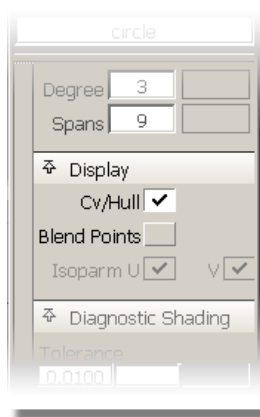 circle
Degree 3
Spans 9
Display
Cv/Hull
Blend Points
Isoparm U V
Diagnostic Shading
Tolerance
0.0100